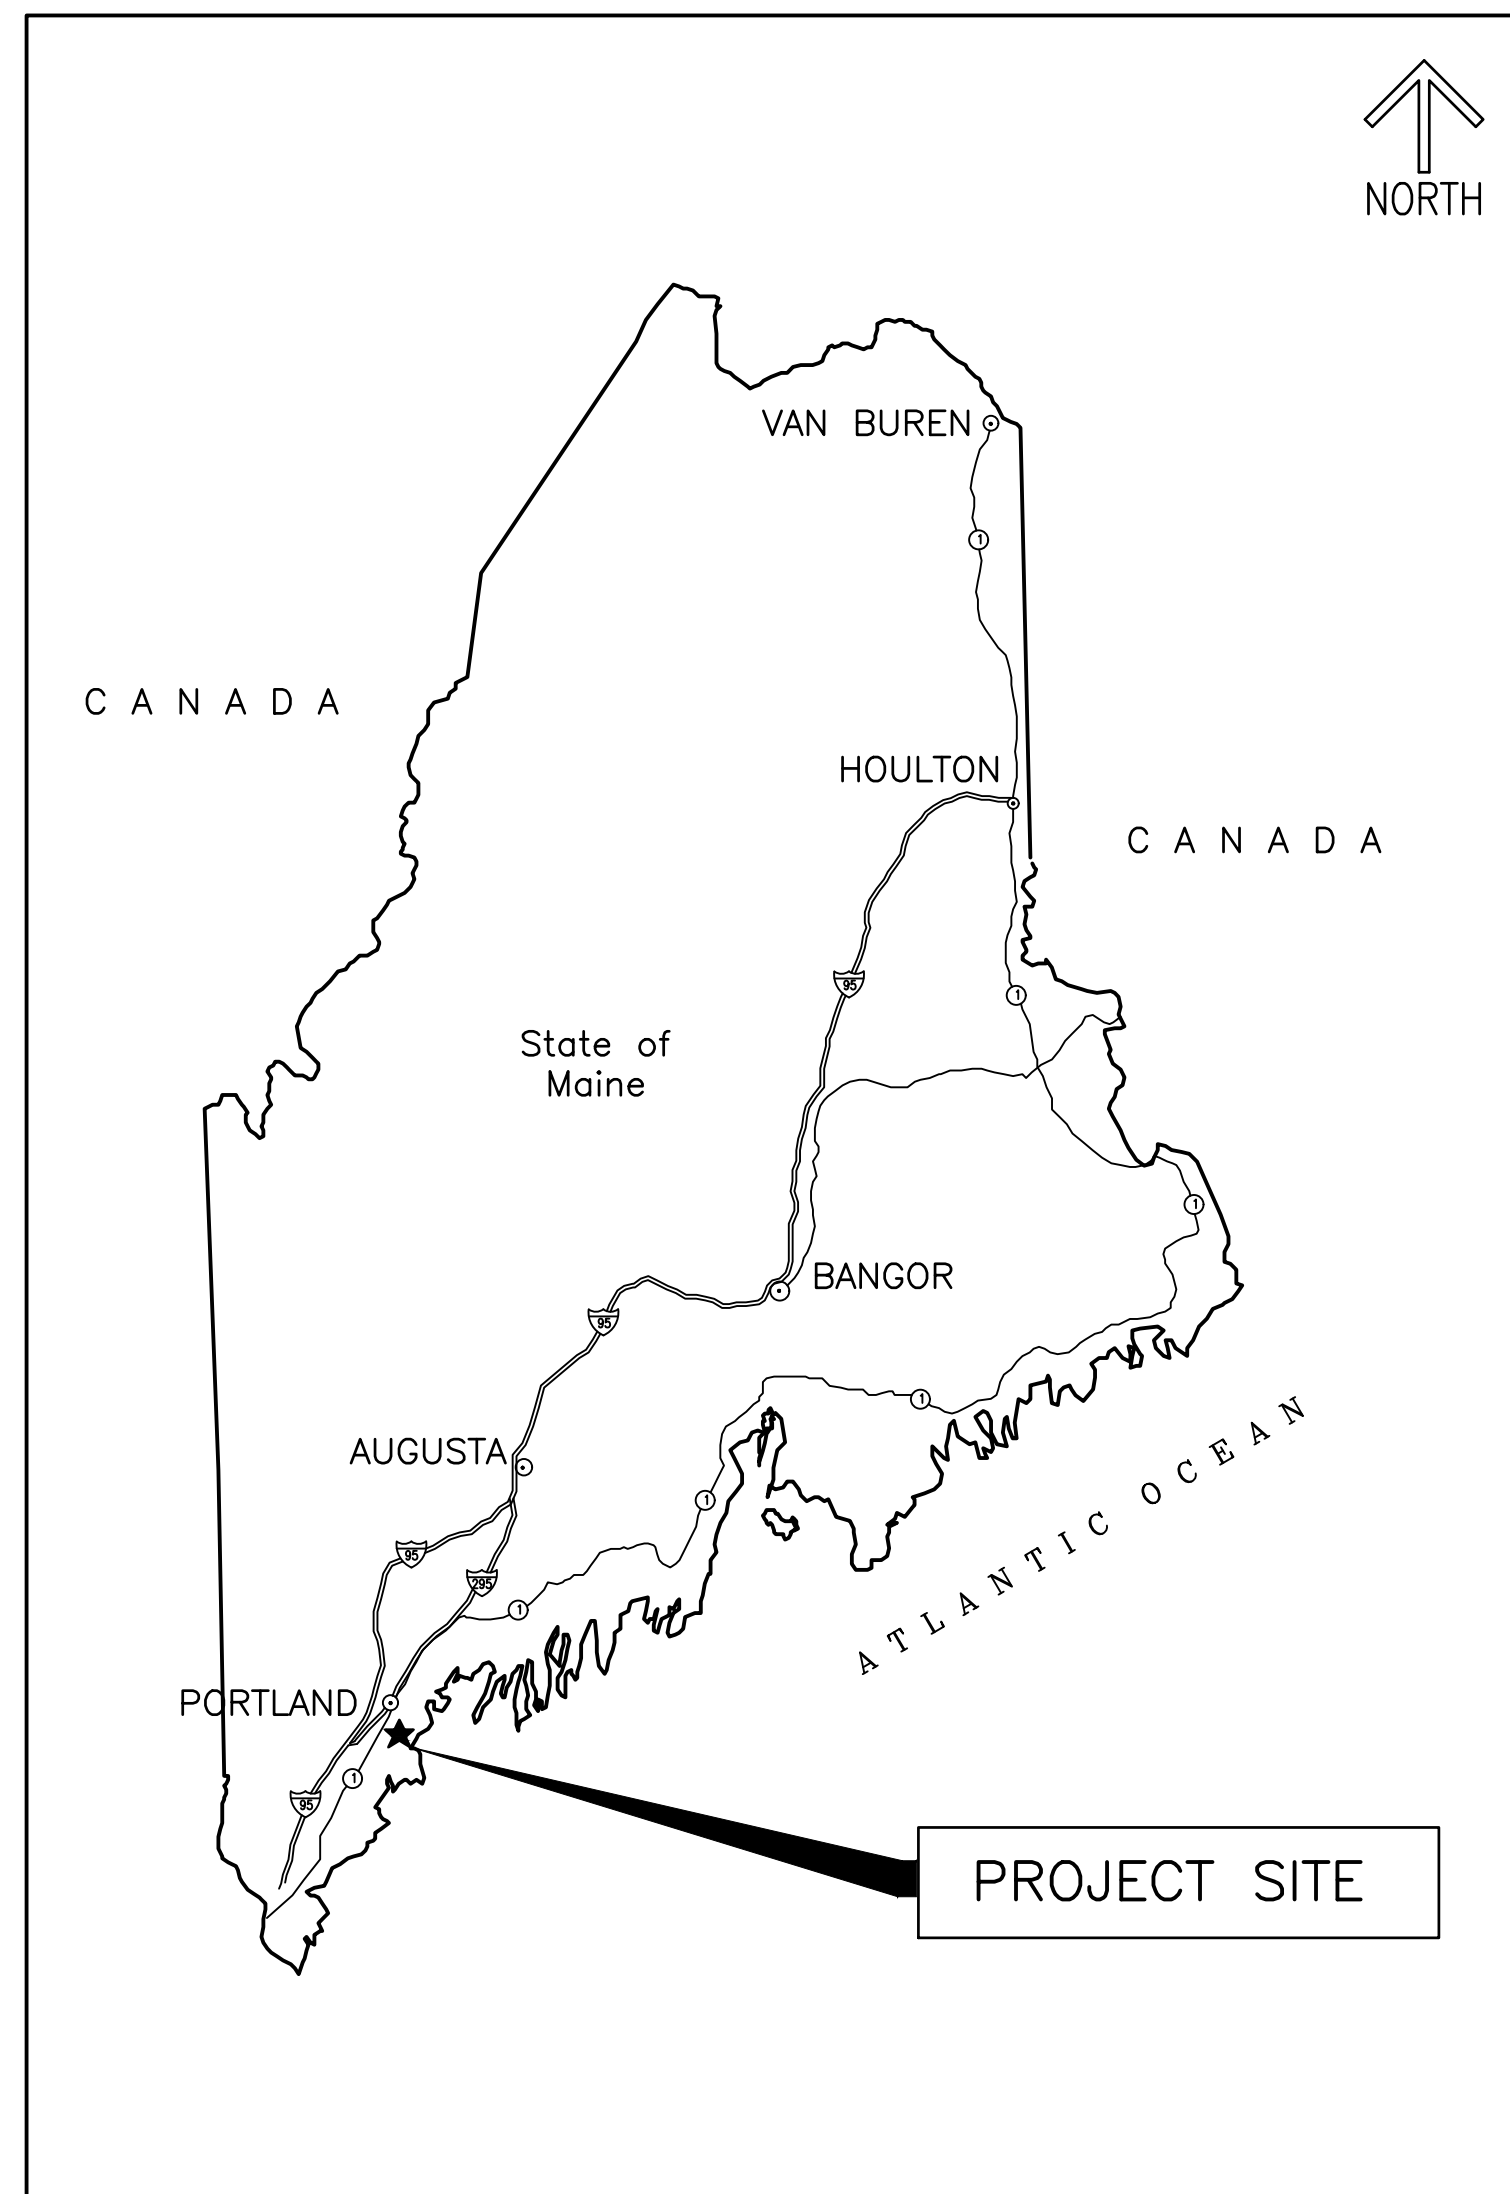 NORTH
VAN BUREN
1
CANADA
HOULTON
CANADA
95
1
State of
Maine
1
BANGOR
95
1
ATLANTIC OCEAN
AUGUSTA
1
95
295
1
PORTLAND
1
95
PROJECT SITE